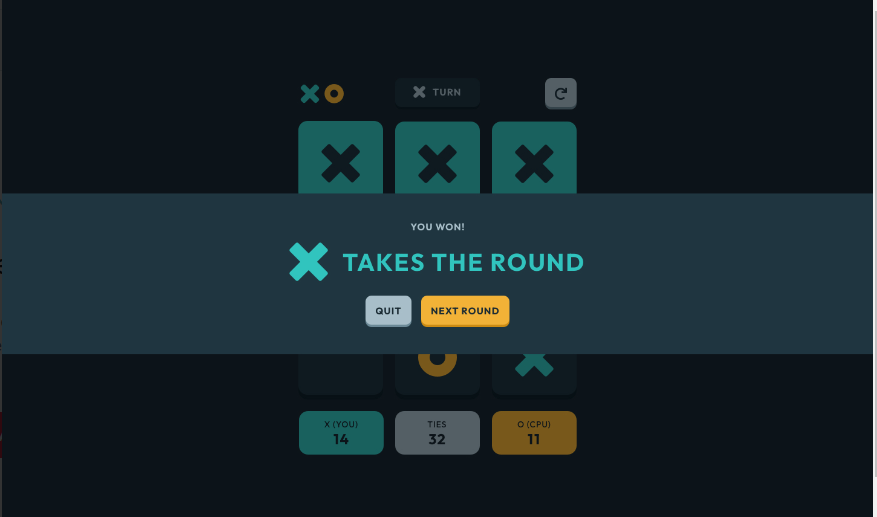 TURN
YOU WON!
TAKES THE ROUND
QUIT NEXT ROUND
X (YOU) TIES O (CPU)
14 32 11